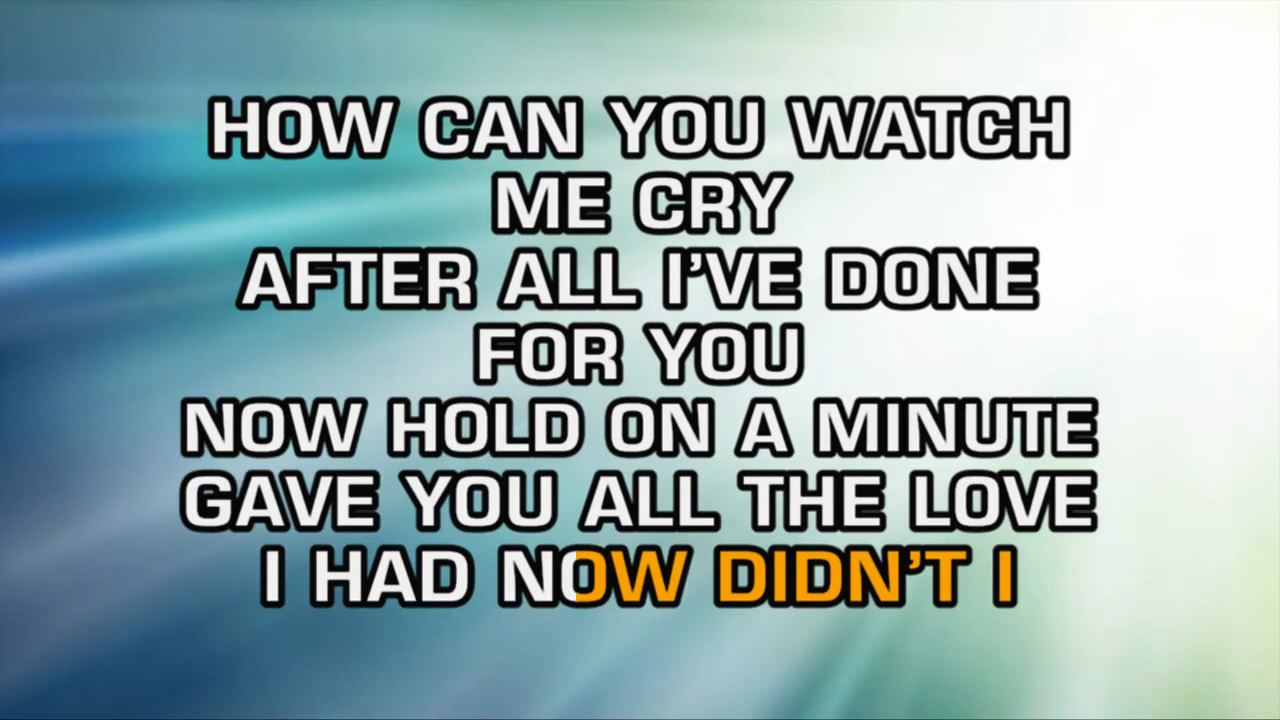 HOW CAN YOU WATCH
ME CRY
AFTER ALL I'VE DONE
FOR YOU
NOW HOLD ON A MINUTE
GAVE YOU ALL THE LOVE
I HAD NOW DIDN'T I